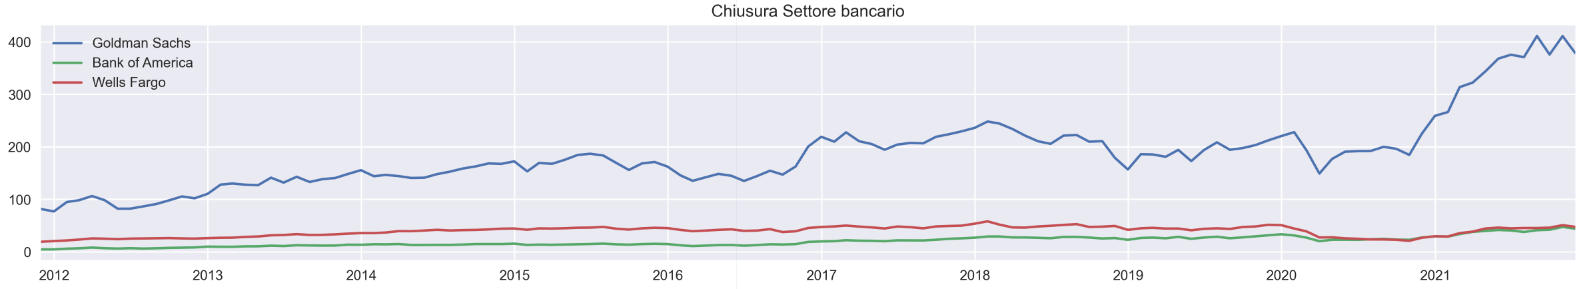 Chiusura Settore bancario
400
300
200
100
0
Goldman Sachs
Bank of America
Wells Fargo
2012 2013 2014 2015 2016 2017 2018 2019 2020 2021